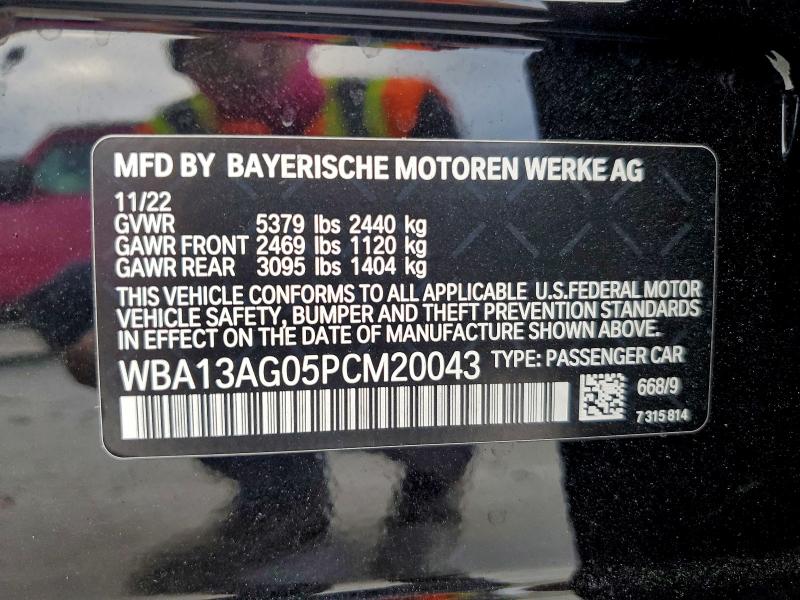 MFD BY BAYERISCHE MOTOREN WERKE AG
11/22
GVWR 5379 lbs 2440 kg
GAWR FRONT 2469 lbs 1120 kg
GAWR REAR 3095 lbs 1404 kg
THIS VEHICLE CONFORMS TO ALL APPLICABLE U.S.FEDERAL MOTOR
VEHICLE SAFETY, BUMPER AND THEFT PREVENTION STANDARDS
IN EFFECT ON THE DATE OF MANUFACTURE SHOWN ABOVE.
WBA13AG05PCM20043 TYPE: PASSENGER CAR
668/9
7 315 814